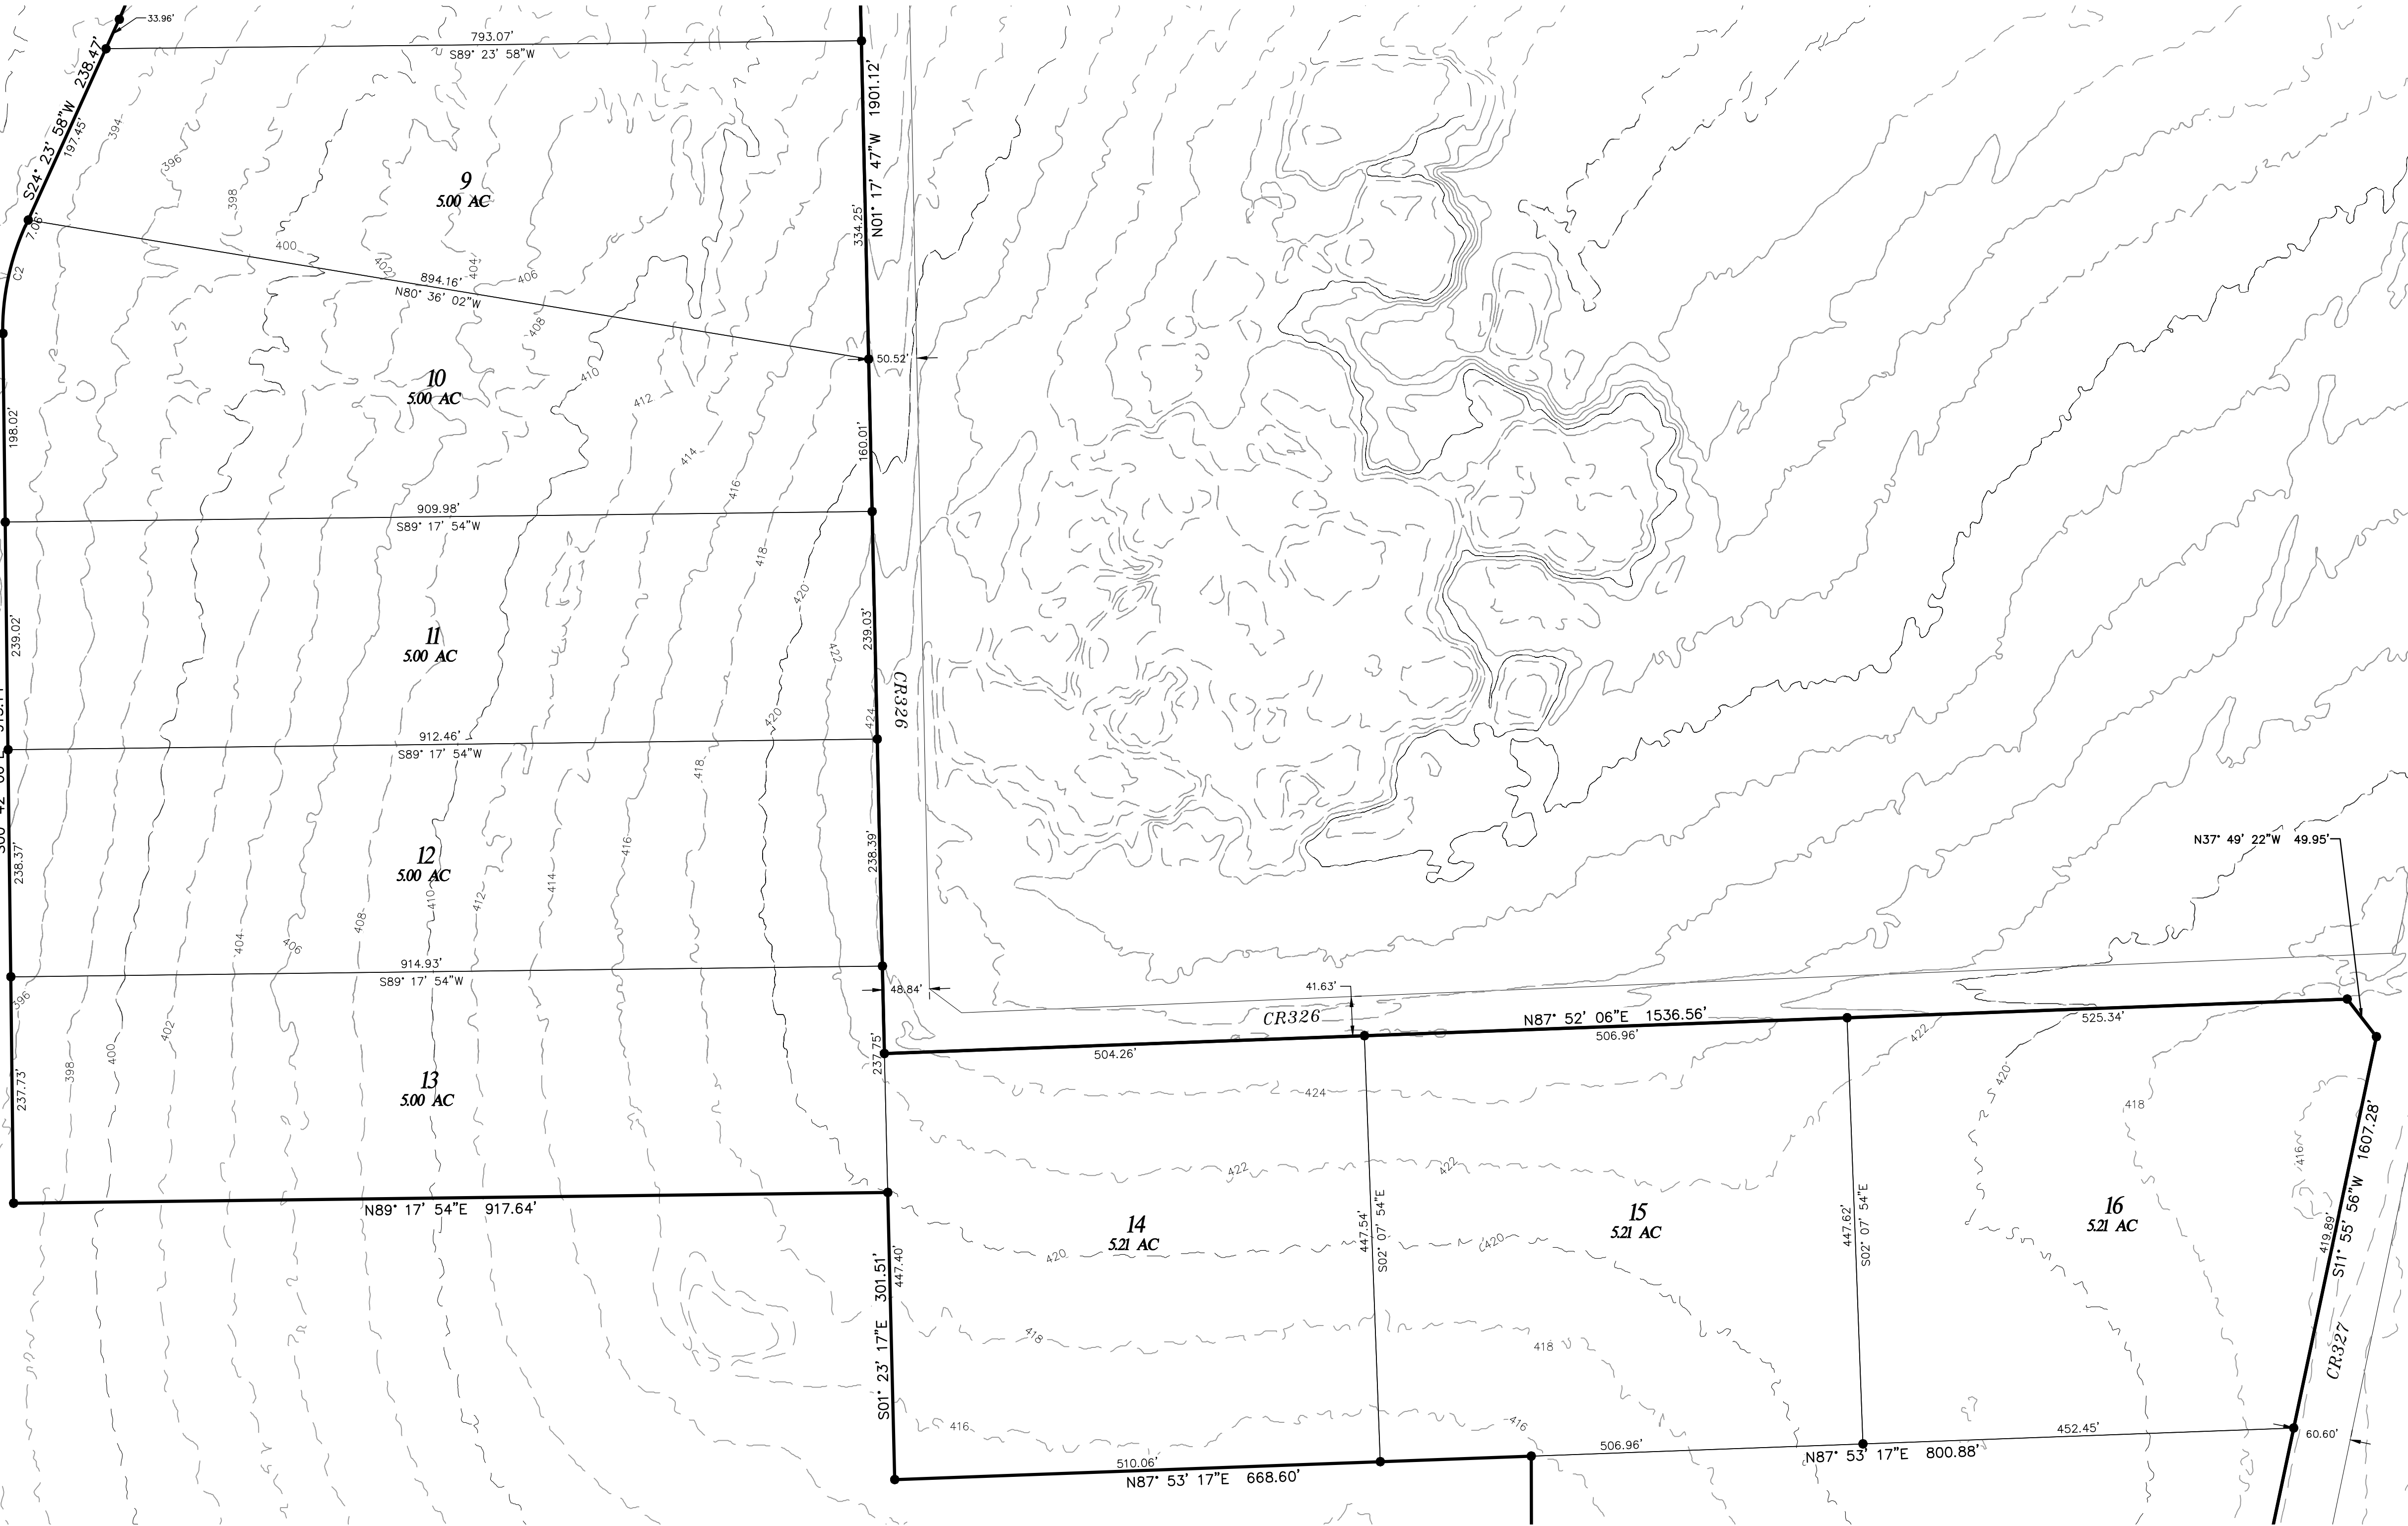 33.96'
793.07'
S89° 23' 58"W
S24° 23' 58"W 238.47'
197.45'
7.06'
C2
394
396
398
400
402
404
406
408
410
412
414
416
418
420
422
424
9
5.00 AC
N01° 17' 47"W 1901.12'
334.25'
894.16'
N80° 36' 02"W
50.52'
10
5.00 AC
198.02'
160.01'
909.98'
S89° 17' 54"W
11
5.00 AC
239.02'
239.03'
CR326
912.46'
S89° 17' 54"W
420
418
416
414
412
410
408
406
404
402
400
398
396
12
5.00 AC
238.37'
238.39'
914.93'
S89° 17' 54"W
48.84'
13
5.00 AC
237.73'
237.75'
N89° 17' 54"E 917.64'
41.63'
CR326
N87° 52' 06"E 1536.56'
504.26'
506.96'
525.34'
N37° 49' 22"W 49.95'
424
422
422
422
420
418
416
420
420
418
418
416
416
14
5.21 AC
447.40'
S01° 23' 17"E 301.51'
447.54'
S02° 07' 54"E
15
5.21 AC
447.62'
S02° 07' 54"E
16
5.21 AC
419.89'
S11° 55' 56"W 1607.28'
CR327
510.06'
N87° 53' 17"E 668.60'
506.96'
N87° 53' 17"E 800.88'
452.45'
60.60'